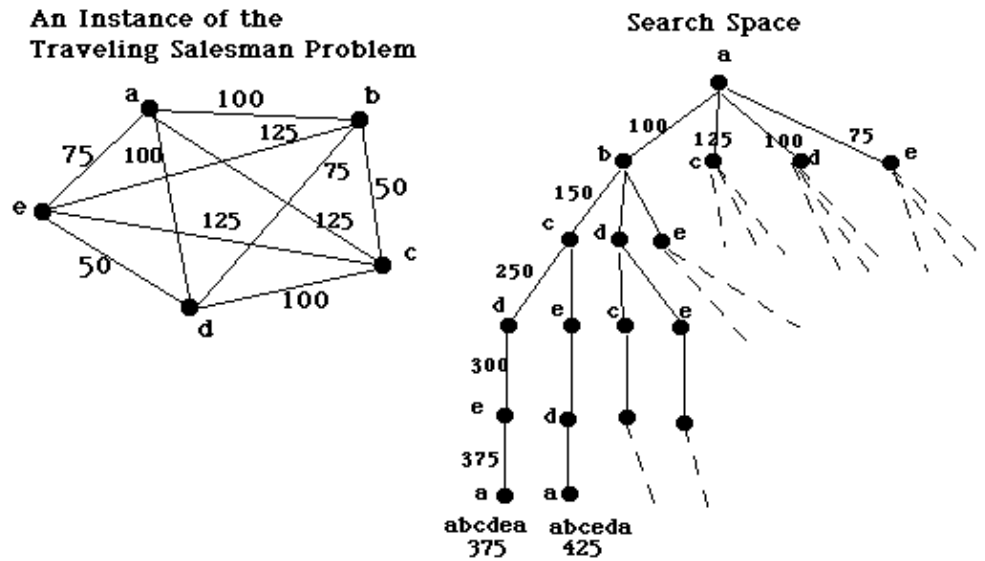 An Instance of the
Traveling Salesman Problem
a
100
b
125
75
100
75
50
e
125
125
c
50
100
d
Search Space
a
100
125
100
75
b
c
d
e
150
c
d
e
250
d
e
c
e
300
e
d
375
a
a
abcdea
abceda
375
425